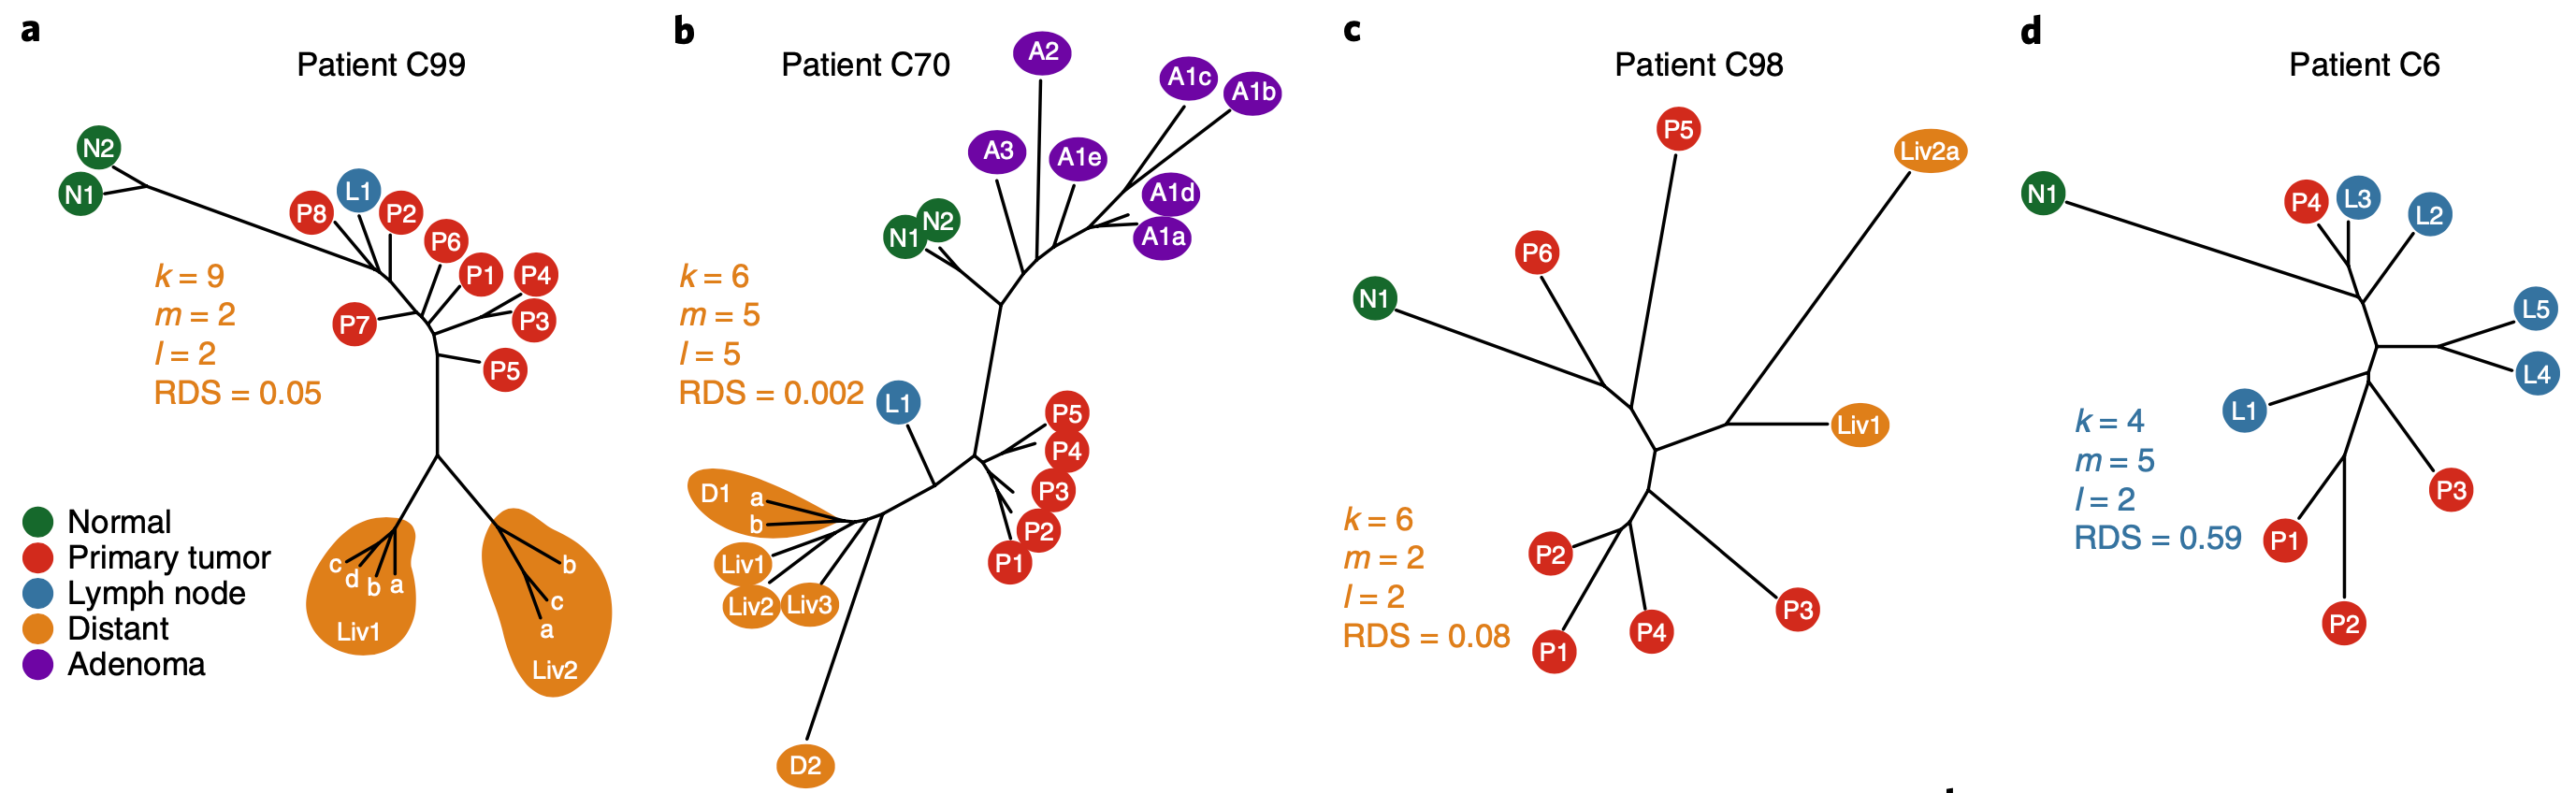 a
Patient C99
N2
N1
P8
L1
P2
P6
P1
P4
P7
P3
P5
k = 9
m = 2
l = 2
RDS = 0.05
Normal
Primary tumor
Lymph node
Distant
Adenoma
c
d
b
a
Liv1
b
c
a
Liv2
b
Patient C70
A2
A1c
A1b
A3
A1e
A1d
A1a
N2
N1
k = 6
m = 5
l = 5
RDS = 0.002
L1
P5
P4
P3
P2
P1
D1
a
b
Liv1
Liv2
Liv3
D2
c
Patient C98
P5
Liv2a
P6
N1
Liv1
k = 6
m = 2
l = 2
RDS = 0.08
P2
P1
P4
P3
d
Patient C6
N1
P4
L3
L2
L5
L4
L1
k = 4
m = 5
l = 2
RDS = 0.59
P3
P1
P2